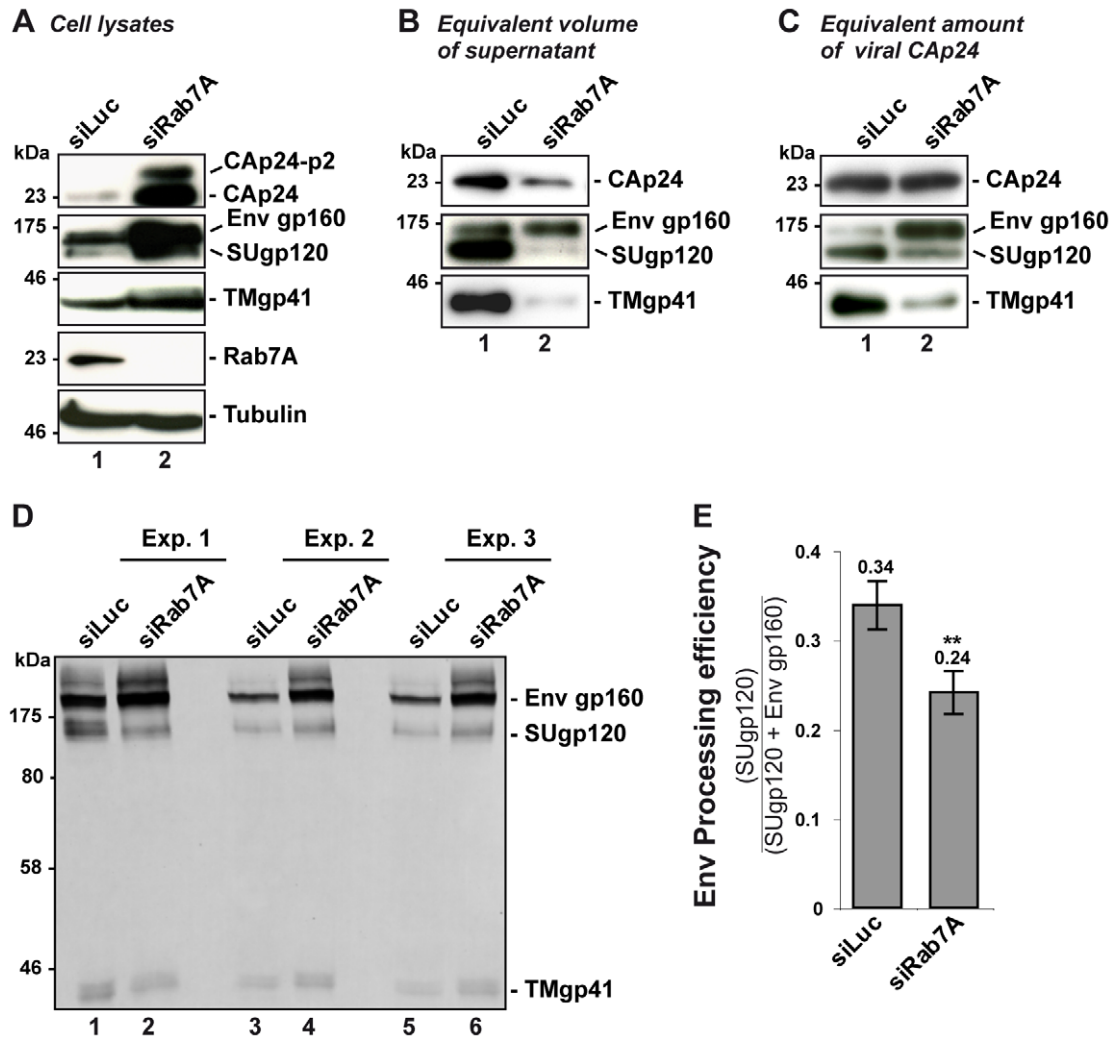 A Cell lysates
siLuc
siRab7A
kDa
CAp24-p2
23
CAp24
175
Env gp160
SUgp120
46
TMgp41
23
Rab7A
Tubulin
46
1 2
B Equivalent volume
of supernatant
siLuc
siRab7A
kDa
23
CAp24
175
Env gp160
SUgp120
46
TMgp41
1 2
C Equivalent amount
of viral CAp24
siLuc
siRab7A
kDa
23
CAp24
175
Env gp160
SUgp120
46
TMgp41
1 2
D
Exp. 1 Exp. 2 Exp. 3
siLuc siRab7A siLuc siRab7A siLuc siRab7A
kDa
Env gp160
175
SUgp120
80
58
46
TMgp41
1 2 3 4 5 6
E
Env Processing efficiency
(SUgp120)
(SUgp120 + Env gp160)
0.4
0.34
0.3
**
0.24
0.2
0.1
0
siLuc
siRab7A